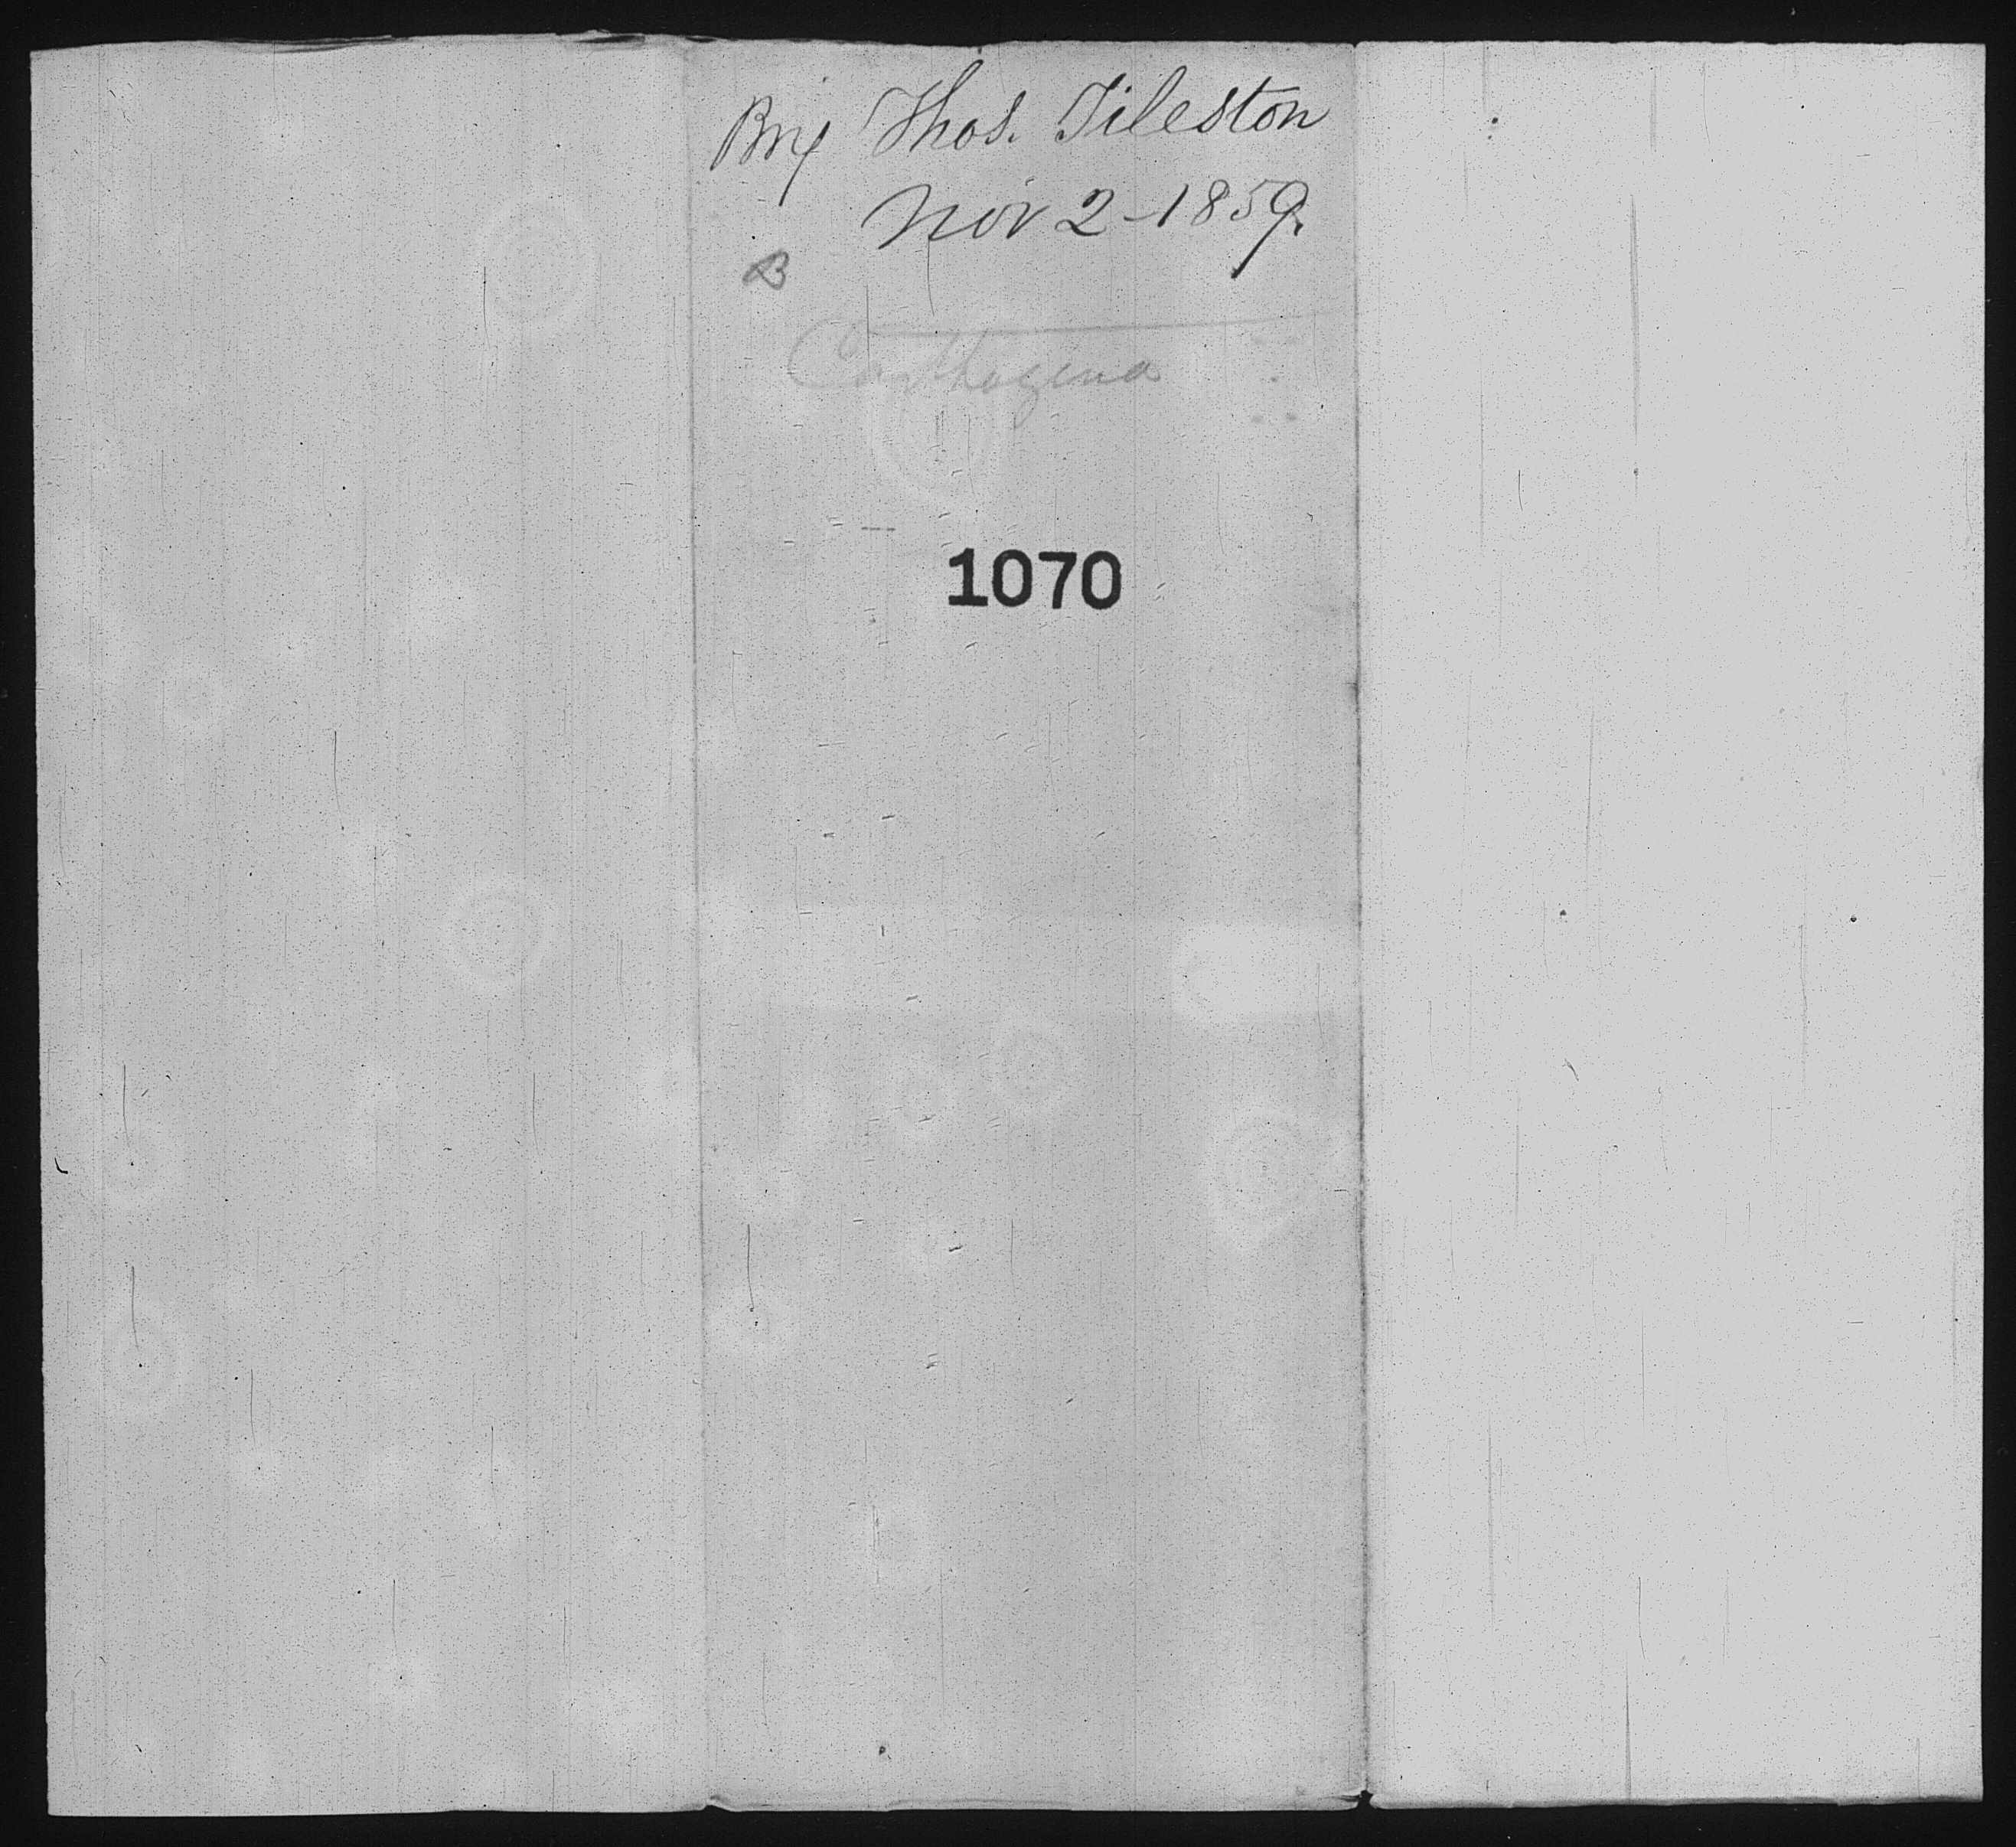 Brig Thos. Tileston
Nov 2 - 1859.
B
Carthagena
1070